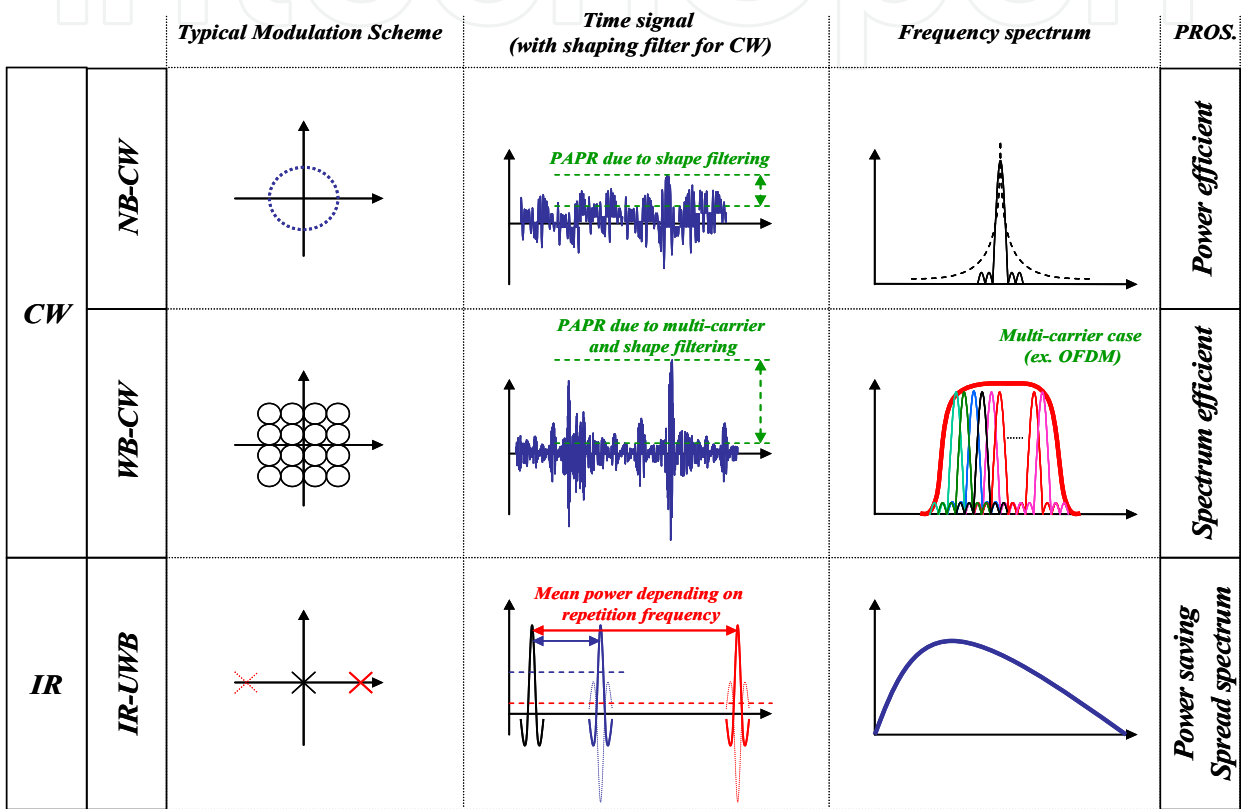 Typical Modulation Scheme
Time signal
(with shaping filter for CW)
Frequency spectrum
PROS.
CW
NB-CW
PAPR due to shape filtering
Power efficient
WB-CW
PAPR due to multi-carrier
and shape filtering
Multi-carrier case
(ex. OFDM)
Spectrum efficient
IR
IR-UWB
Mean power depending on
repetition frequency
Power saving
Spread spectrum